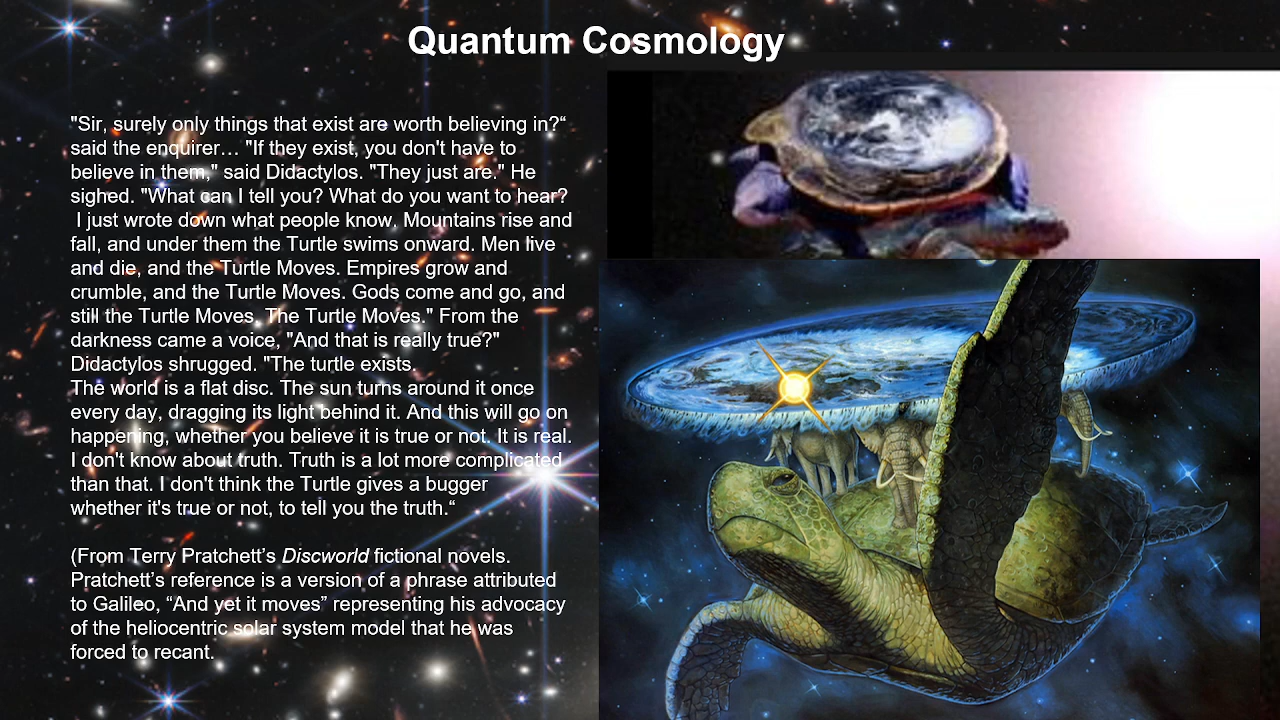 Quantum Cosmology
"Sir, surely only things that exist are worth believing in?“
said the enquirer… "If they exist, you don't have to
believe in them," said Didactylos. "They just are." He
sighed. "What can I tell you? What do you want to hear?
I just wrote down what people know. Mountains rise and
fall, and under them the Turtle swims onward. Men live
and die, and the Turtle Moves. Empires grow and
crumble, and the Turtle Moves. Gods come and go, and
still the Turtle Moves. The Turtle Moves." From the
darkness came a voice, "And that is really true?"
Didactylos shrugged. "The turtle exists.
The world is a flat disc. The sun turns around it once
every day, dragging its light behind it. And this will go on
happening, whether you believe it is true or not. It is real.
I don't know about truth. Truth is a lot more complicated
than that. I don't think the Turtle gives a bugger
whether it's true or not, to tell you the truth.“
(From Terry Pratchett’s Discworld fictional novels.
Pratchett’s reference is a version of a phrase attributed
to Galileo, “And yet it moves” representing his advocacy
of the heliocentric solar system model that he was
forced to recant.